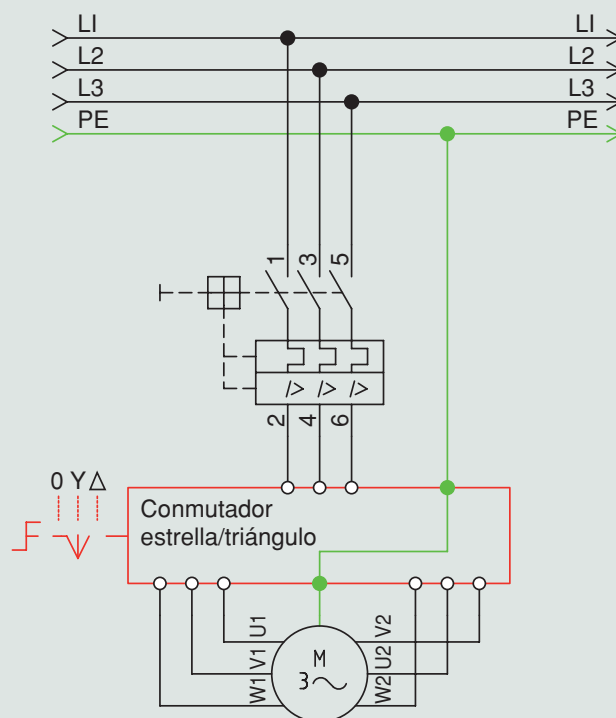 LI LI
L2 L2
L3 L3
PE PE
1 3 5
I> I> I>
2 4 6
0 Y Δ
Conmutador
estrella/triángulo
U1 V2
V1 U2
W1 W2
M
3~